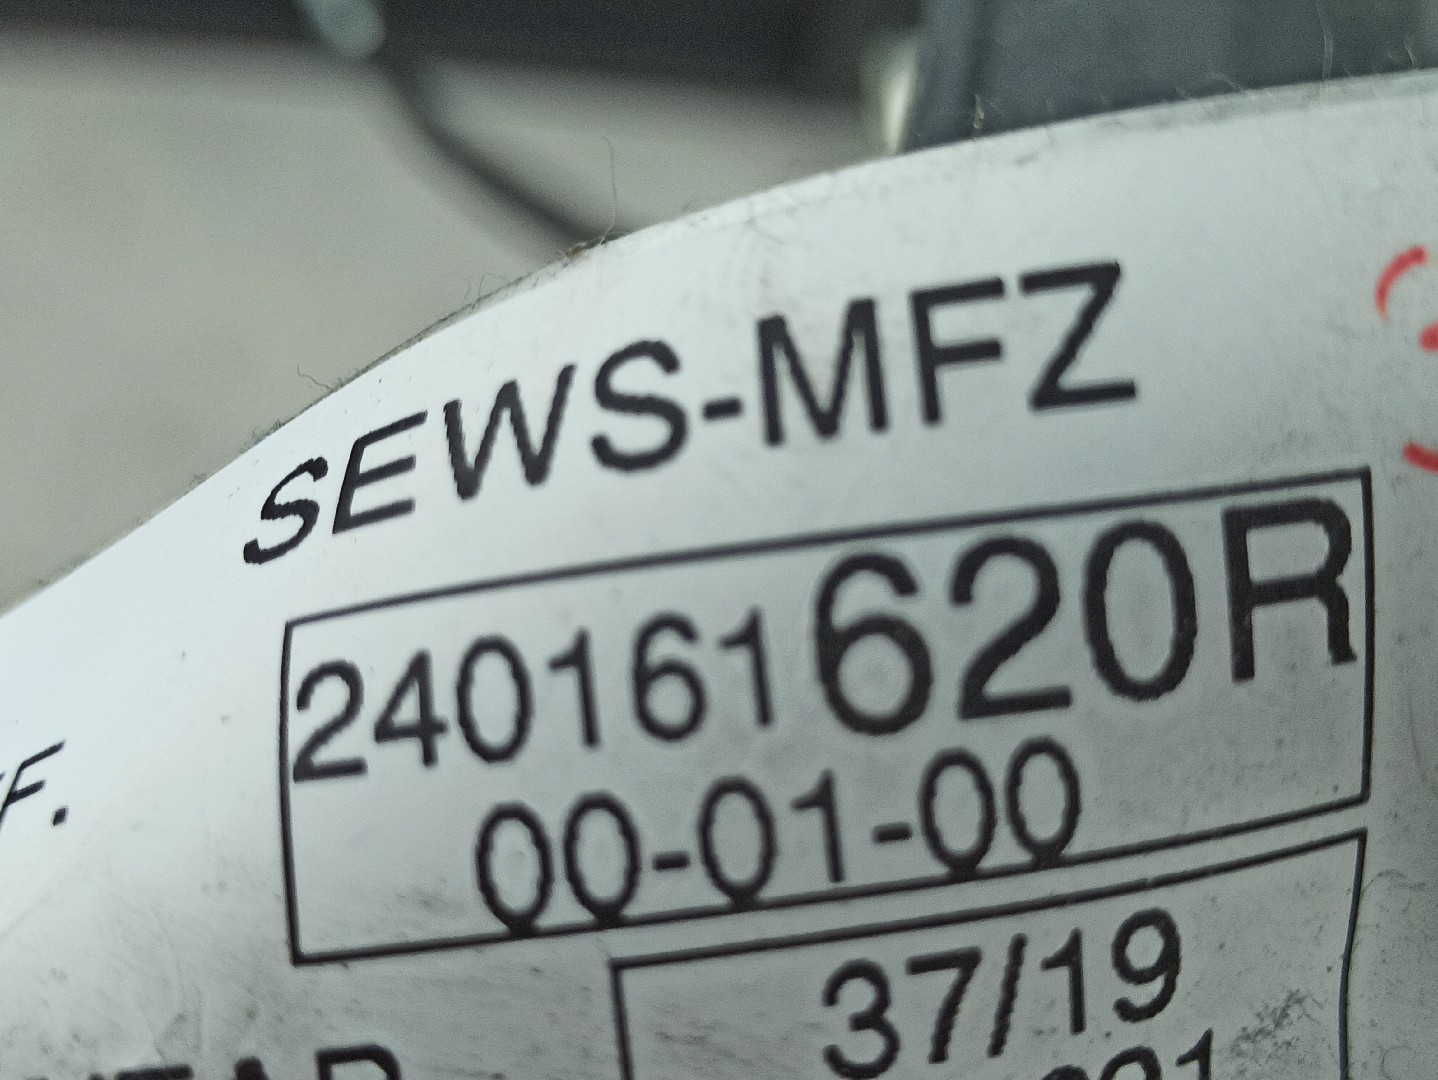 SEWS-MFZ
240161620R
00-01-00
F.
37/19